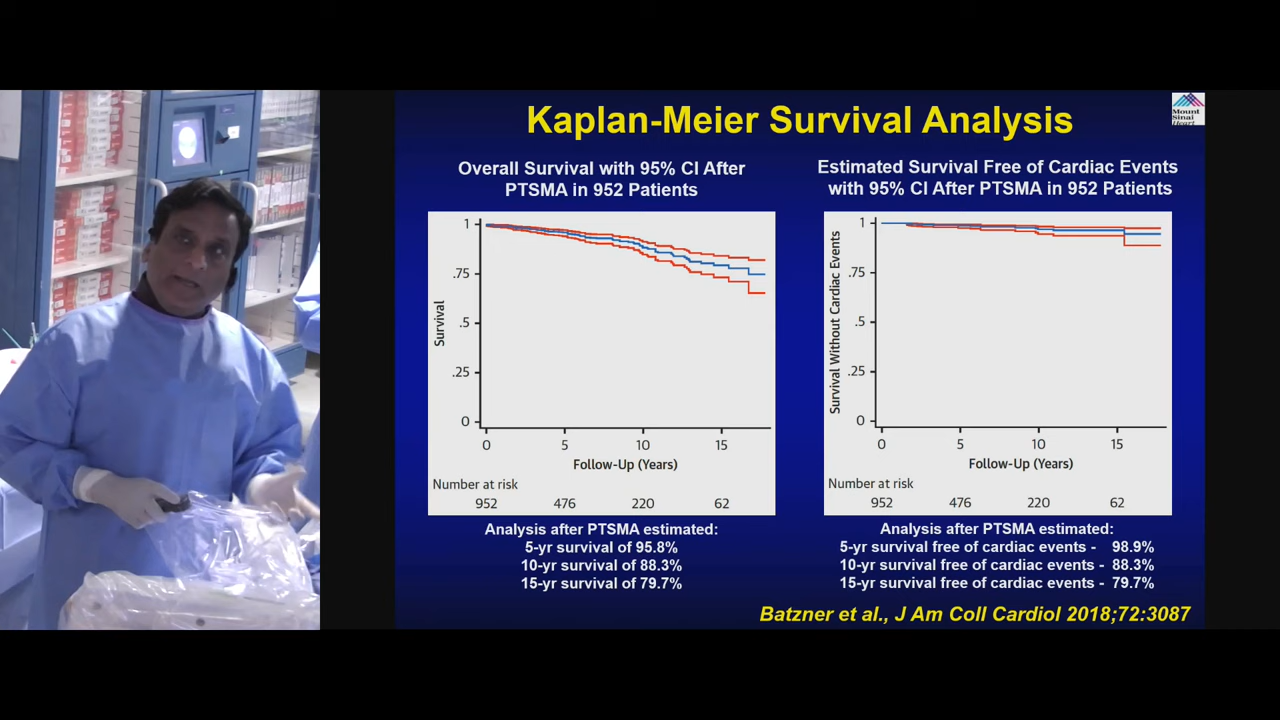 Kaplan-Meier Survival Analysis
Mount
Sinai
Heart
Overall Survival with 95% CI After
PTSMA in 952 Patients
1
.75
.5
.25
0
Survival
0 5 10 15
Follow-Up (Years)
Number at risk
952 476 220 62
Analysis after PTSMA estimated:
5-yr survival of 95.8%
10-yr survival of 88.3%
15-yr survival of 79.7%
Estimated Survival Free of Cardiac Events
with 95% CI After PTSMA in 952 Patients
1
.75
.5
.25
0
Survival Without Cardiac Events
0 5 10 15
Follow-Up (Years)
Number at risk
952 476 220 62
Analysis after PTSMA estimated:
5-yr survival free of cardiac events - 98.9%
10-yr survival free of cardiac events - 88.3%
15-yr survival free of cardiac events - 79.7%
Batzner et al., J Am Coll Cardiol 2018;72:3087